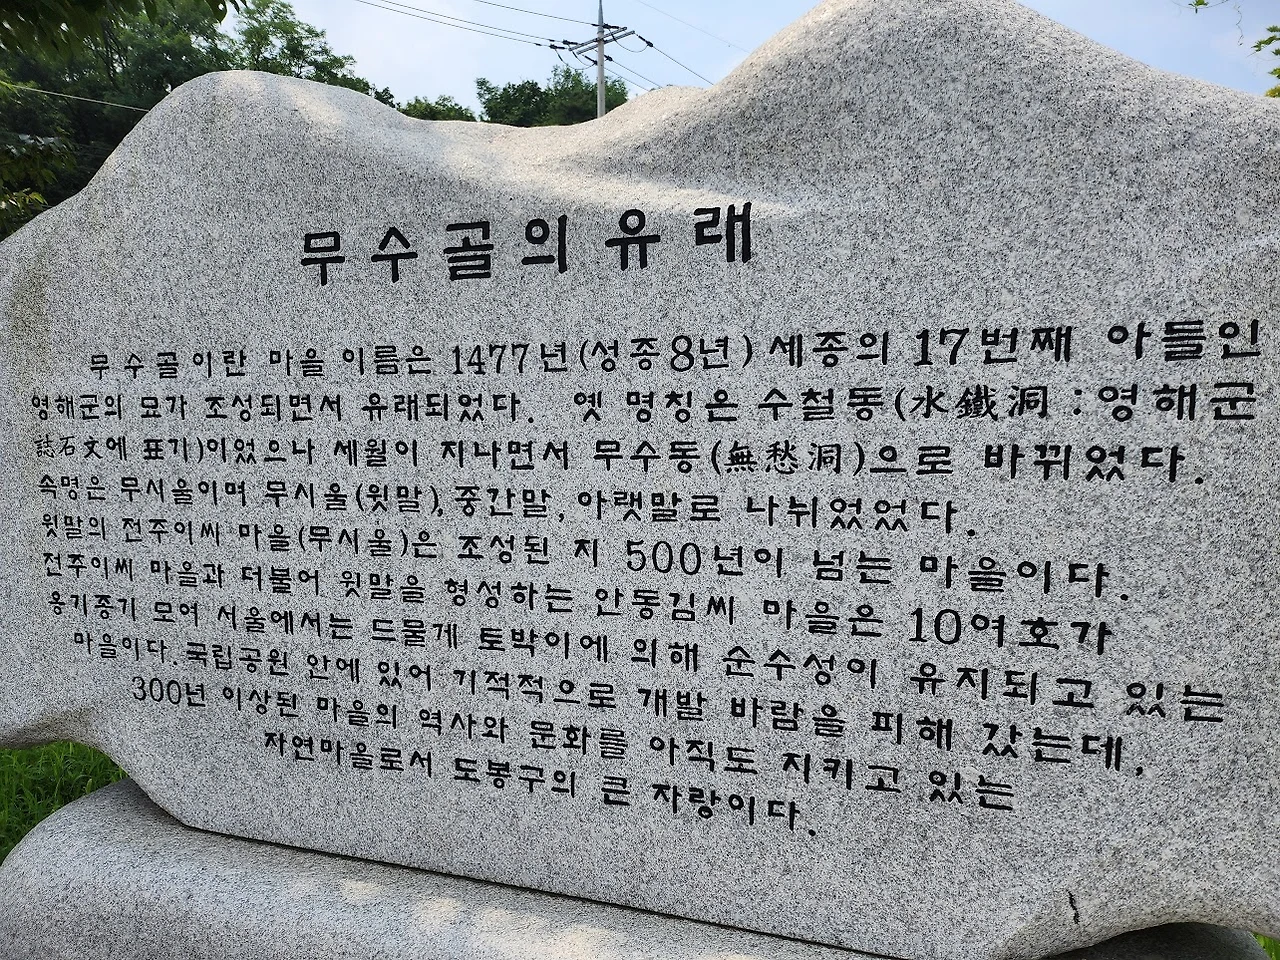 무수골의 유래
무수골이란 마을 이름은 1477년(성종8년) 세종의 17번째 아들인
영해군의 묘가 조성되면서 유래되었다. 옛 명칭은 수철동(水鐵洞 : 영해군
誌石文에 표기)이었으나 세월이 지나면서 무수동(無愁洞)으로 바뀌었다.
속명은 무시울이며 무시울(윗말), 중간말, 아랫말로 나뉘었었다.
윗말의 전주이씨 마을(무시울)은 조성된 지 500년이 넘는 마을이다.
전주이씨 마을과 더불어 윗말을 형성하는 안동김씨 마을은 10여호가
옹기종기 모여 서울에서는 드물게 토박이에 의해 순수성이 유지되고 있는
마을이다. 국립공원 안에 있어 기적적으로 개발 바람을 피해 갔는데,
300년 이상된 마을의 역사와 문화를 아직도 지키고 있는
자연마을로서 도봉구의 큰 자랑이다.